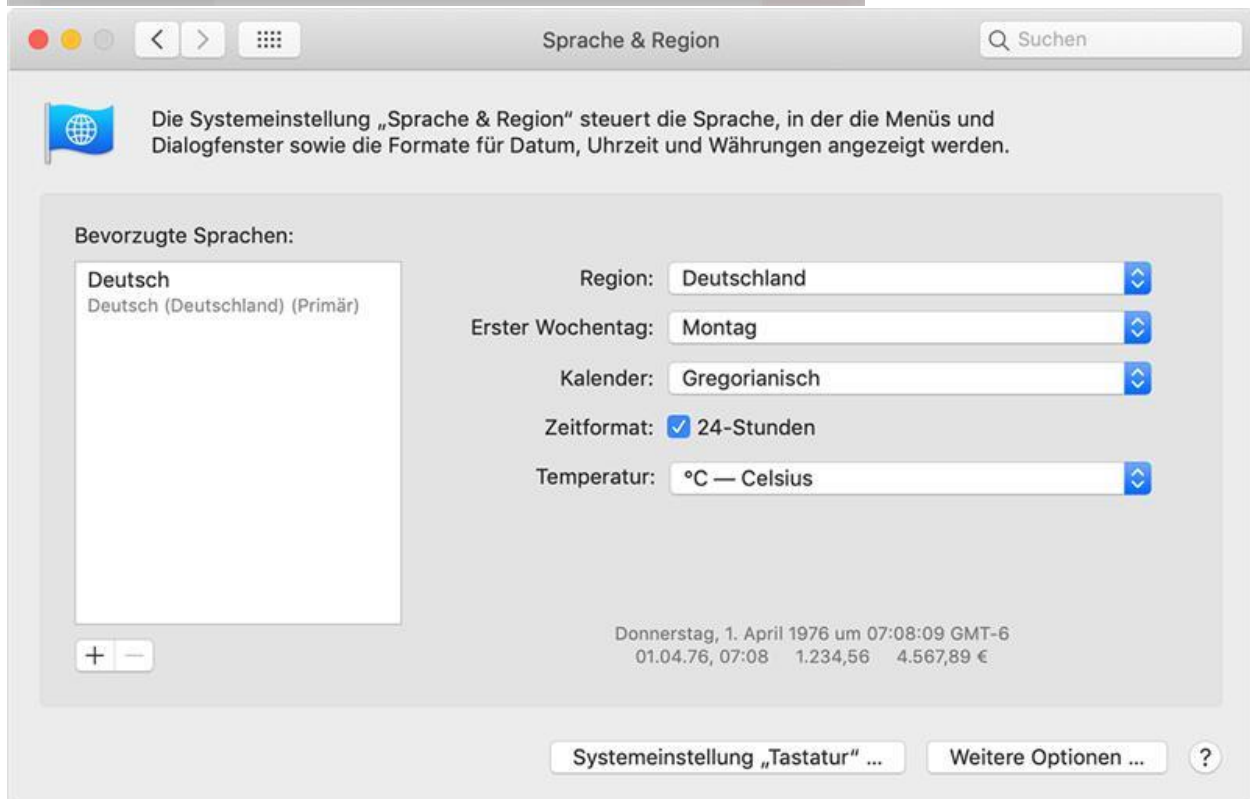 Sprache & Region
Suchen
Die Systemeinstellung „Sprache & Region“ steuert die Sprache, in der die Menüs und
Dialogfenster sowie die Formate für Datum, Uhrzeit und Währungen angezeigt werden.
Bevorzugte Sprachen:
Deutsch
Deutsch (Deutschland) (Primär)
Region: Deutschland
Erster Wochentag: Montag
Kalender: Gregorianisch
Zeitformat: 24-Stunden
Temperatur: °C — Celsius
Donnerstag, 1. April 1976 um 07:08:09 GMT-6
01.04.76, 07:08 1.234,56 4.567,89 €
Systemeinstellung „Tastatur“ ...
Weitere Optionen ...
?